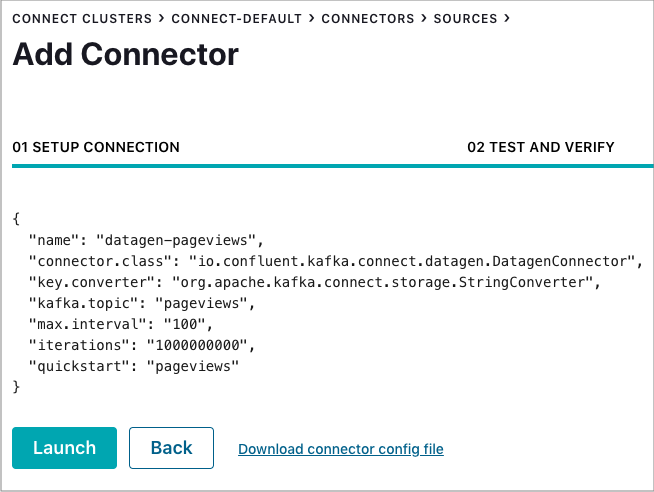 CONNECT CLUSTERS > CONNECT-DEFAULT > CONNECTORS > SOURCES >
Add Connector
01 SETUP CONNECTION
02 TEST AND VERIFY
{
  "name": "datagen-pageviews",
  "connector.class": "io.confluent.kafka.connect.datagen.DatagenConnector",
  "key.converter": "org.apache.kafka.connect.storage.StringConverter",
  "kafka.topic": "pageviews",
  "max.interval": "100",
  "iterations": "1000000000",
  "quickstart": "pageviews"
}
Launch Back Download connector config file